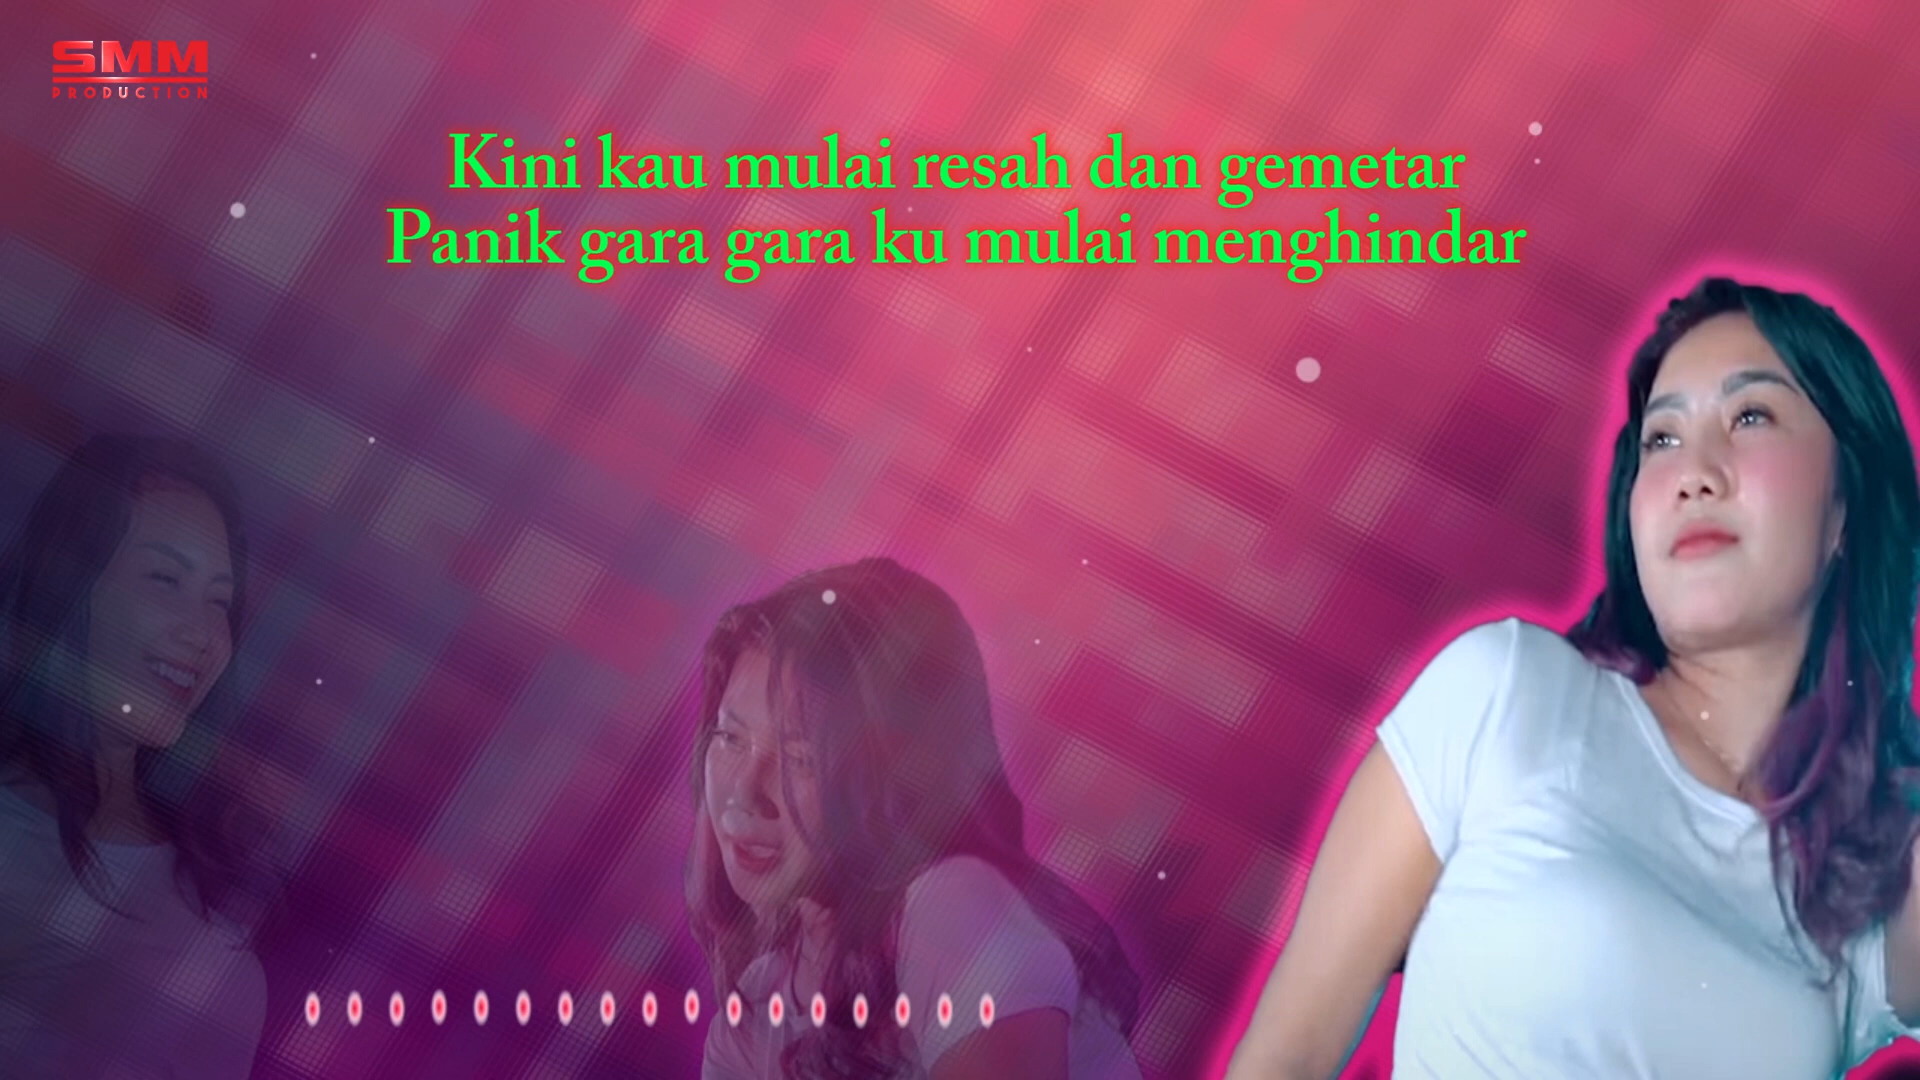 SMM
PRODUCTION
Kini kau mulai resah dan gemetar
Panik gara gara ku mulai menghindar